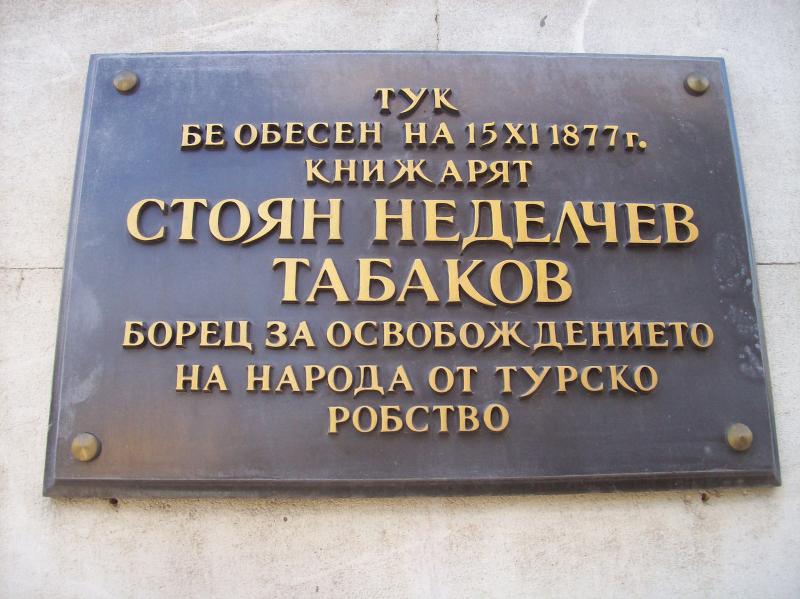 ТУК
БЕ ОБЕСЕН НА 15 XI 1877 г.
КНИЖАРЯТ
СТОЯН НЕДЕЛЧЕВ
ТАБАКОВ
БОРЕЦ ЗА ОСВОБОЖДЕНИЕТО
НА НАРОДА ОТ ТУРСКО
РОБСТВО